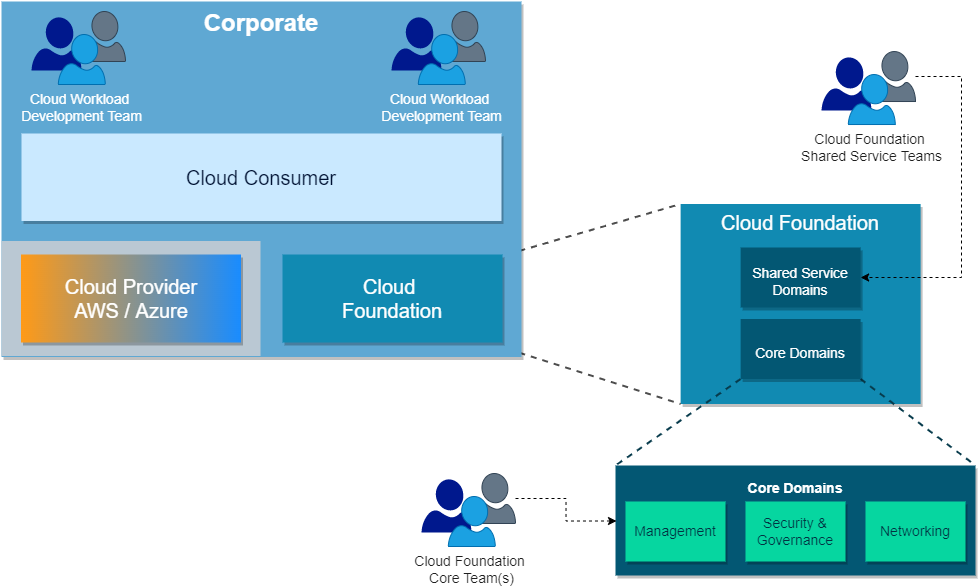 Corporate
Cloud Workload
Development Team
Cloud Workload
Development Team
Cloud Consumer
Cloud Provider
AWS / Azure
Cloud
Foundation
Cloud Foundation
Shared Service Teams
Cloud Foundation
Shared Service
Domains
Core Domains
Cloud Foundation
Core Team(s)
Core Domains
Management
Security &
Governance
Networking